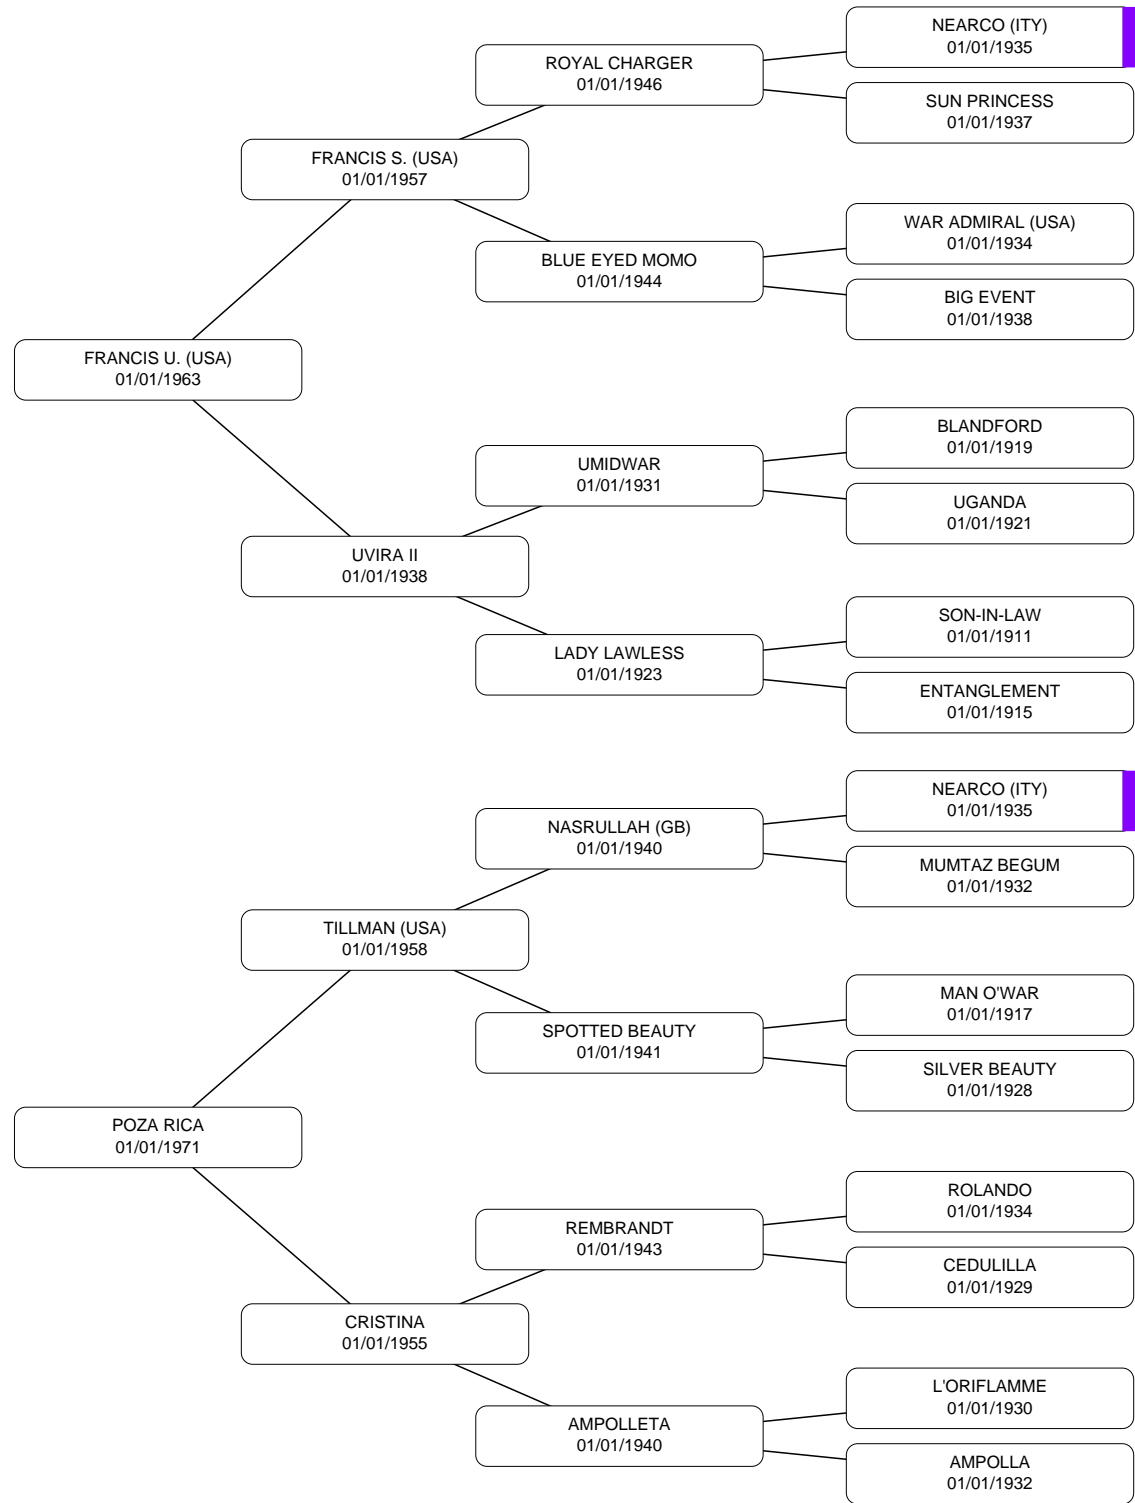 NEARCO (ITY)
01/01/1935
ROYAL CHARGER
01/01/1946
SUN PRINCESS
01/01/1937
FRANCIS S. (USA)
01/01/1957
WAR ADMIRAL (USA)
01/01/1934
BLUE EYED MOMO
01/01/1944
BIG EVENT
01/01/1938
FRANCIS U. (USA)
01/01/1963
BLANDFORD
01/01/1919
UMIDWAR
01/01/1931
UGANDA
01/01/1921
UVIRA II
01/01/1938
SON-IN-LAW
01/01/1911
LADY LAWLESS
01/01/1923
ENTANGLEMENT
01/01/1915
NEARCO (ITY)
01/01/1935
NASRULLAH (GB)
01/01/1940
MUMTAZ BEGUM
01/01/1932
TILLMAN (USA)
01/01/1958
MAN O'WAR
01/01/1917
SPOTTED BEAUTY
01/01/1941
SILVER BEAUTY
01/01/1928
POZA RICA
01/01/1971
ROLANDO
01/01/1934
REMBRANDT
01/01/1943
CEDULILLA
01/01/1929
CRISTINA
01/01/1955
L'ORIFLAMME
01/01/1930
AMPOLLETA
01/01/1940
AMPOLLA
01/01/1932